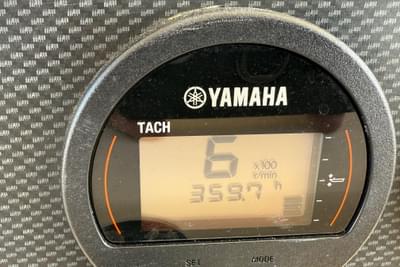 YAMAHA
TACH
6 x100
r/min
359.7 h
SET MODE